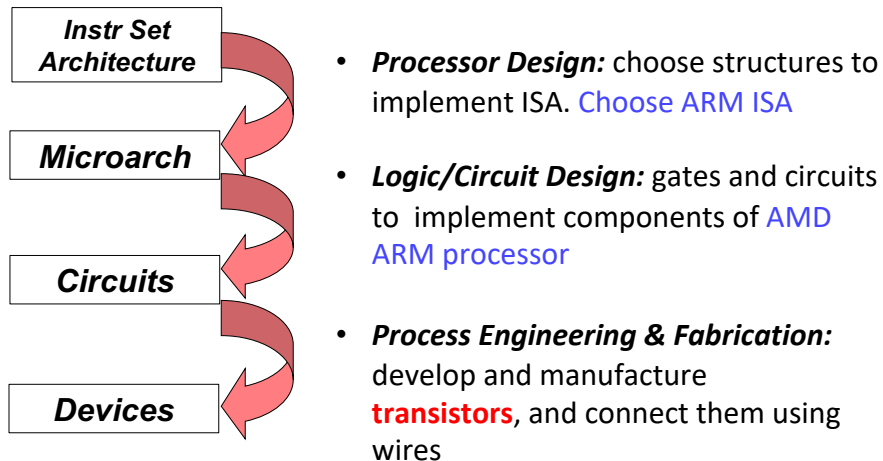 Instr Set
Architecture
• Processor Design: choose structures to
implement ISA. Choose ARM ISA
Microarch
• Logic/Circuit Design: gates and circuits
to implement components of AMD
ARM processor
Circuits
• Process Engineering & Fabrication:
develop and manufacture
transistors, and connect them using
wires
Devices